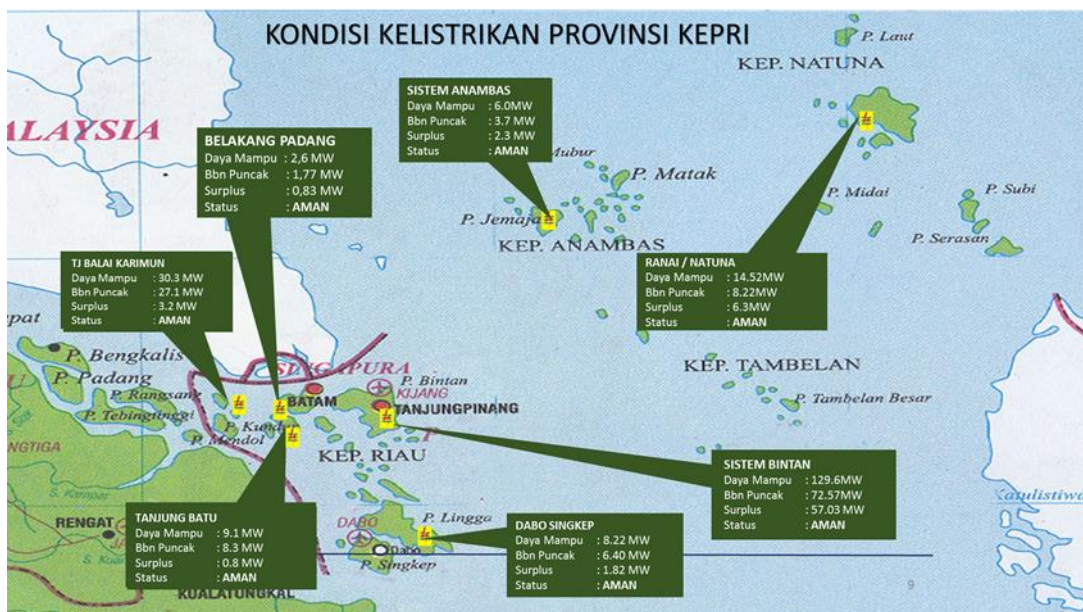 KONDISI KELISTRIKAN PROVINSI KEPRI
P. Laut
KEP. NATUNA
ALAYSIA
SISTEM ANAMBAS
Daya Mampu : 6.0MW
Bbn Puncak : 3.7 MW
Surplus : 2.3 MW
Status : AMAN
BELAKANG PADANG
Daya Mampu : 2,6 MW
Bbn Puncak : 1,77 MW
Surplus : 0,83 MW
Status : AMAN
Mubur
P. Matak
P. Jemaja
KEP. ANAMBAS
P. Midai
P. Subi
P. Serasan
TJ BALAI KARIMUN
Daya Mampu : 30.3 MW
Bbn Puncak : 27.1 MW
Surplus : 3.2 MW
Status : AMAN
RANAI / NATUNA
Daya Mampu : 14.52MW
Bbn Puncak : 8.22MW
Surplus : 6.3MW
Status : AMAN
pat
P. Bengkalis
P. Padang
P. Rangsang
P. Tebingtinggi
P. Mendol
P. Kundur
SINGAPURA
BATAM
P. Bintan
KIJANG
TANJUNGPINANG
KEP. RIAU
P
U
KEP. TAMBELAN
P. Tambelan Besar
NGTIGA
S. Kampar
RENGAT
JA
SISTEM BINTAN
Daya Mampu : 129.6MW
Bbn Puncak : 72.57MW
Surplus : 57.03 MW
Status : AMAN
Katulistiwa
TANJUNG BATU
Daya Mampu : 9.1 MW
Bbn Puncak : 8.3 MW
Surplus : 0.8 MW
Status : AMAN
DABO
P. Lingga
Dabo
P. Singkep
DABO SINGKEP
Daya Mampu : 8.22 MW
Bbn Puncak : 6.40 MW
Surplus : 1.82 MW
Status : AMAN
KUALATUNGKAL
9